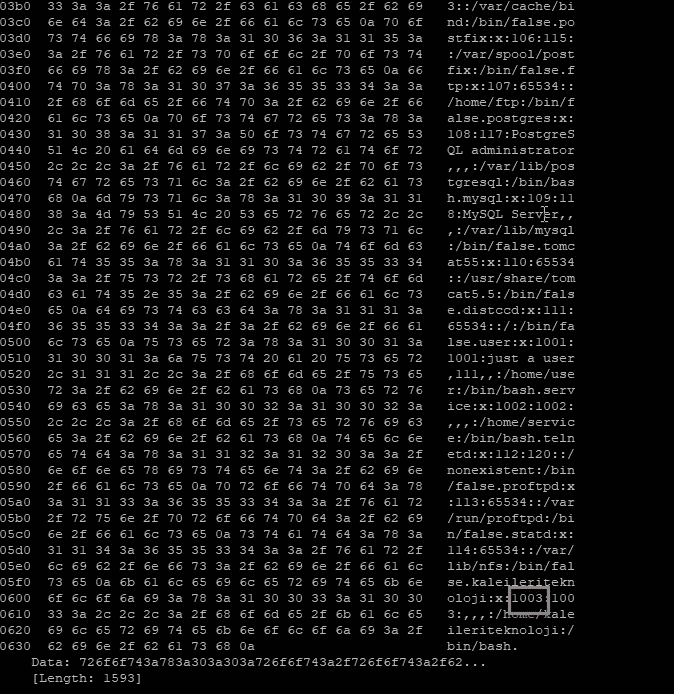 03b0 33 3a 3a 2f 76 61 72 2f 63 61 63 68 65 2f 62 69 3::/var/cache/bi
03c0 6e 64 3a 2f 62 69 6e 2f 66 61 6c 73 65 0a 70 6f nd:/bin/false.po
03d0 73 74 66 69 78 3a 78 3a 31 30 36 3a 31 31 35 3a stfix:x:106:115:
03e0 3a 2f 76 61 72 2f 73 70 6f 6f 6c 2f 70 6f 73 74 :/var/spool/post
03f0 66 69 78 3a 2f 62 69 6e 2f 66 61 6c 73 65 0a 66 fix:/bin/false.f
0400 74 70 3a 78 3a 31 30 37 3a 36 35 35 33 34 3a 3a tp:x:107:65534::
0410 2f 68 6f 6d 65 2f 66 74 70 3a 2f 62 69 6e 2f 66 /home/ftp:/bin/f
0420 61 6c 73 65 0a 70 6f 73 74 67 72 65 73 3a 78 3a alse.postgres:x:
0430 31 30 38 3a 31 31 37 3a 50 6f 73 74 67 72 65 53 108:117:PostgreS
0440 51 4c 20 61 64 6d 69 6e 69 73 74 72 61 74 6f 72 QL administrator
0450 2c 2c 2c 3a 2f 76 61 72 2f 6c 69 62 2f 70 6f 73 ,,,:/var/lib/pos
0460 74 67 72 65 73 71 6c 3a 2f 62 69 6e 2f 62 61 73 tgresql:/bin/bas
0470 68 0a 6d 79 73 71 6c 3a 78 3a 31 30 39 3a 31 31 h.mysql:x:109:11
0480 38 3a 4d 79 53 51 4c 20 53 65 72 76 65 72 2c 2c 8:MySQL Server,,
0490 2c 3a 2f 76 61 72 2f 6c 69 62 2f 6d 79 73 71 6c ,:/var/lib/mysql
04a0 3a 2f 62 69 6e 2f 66 61 6c 73 65 0a 74 6f 6d 63 :/bin/false.tomc
04b0 61 74 35 35 3a 78 3a 31 31 30 3a 36 35 35 33 34 at55:x:110:65534
04c0 3a 3a 2f 75 73 72 2f 73 68 61 72 65 2f 74 6f 6d ::/usr/share/tom
04d0 63 61 74 35 2e 35 3a 2f 62 69 6e 2f 66 61 6c 73 cat5.5:/bin/fals
04e0 65 0a 64 69 73 74 63 63 64 3a 78 3a 31 31 31 3a e.distccd:x:111:
04f0 36 35 35 33 34 3a 3a 2f 3a 2f 62 69 6e 2f 66 61 65534::/:/bin/fa
0500 6c 73 65 0a 75 73 65 72 3a 78 3a 31 30 30 31 3a lse.user:x:1001:
0510 31 30 30 31 3a 6a 75 73 74 20 61 20 75 73 65 72 1001:just a user
0520 2c 31 31 31 2c 2c 3a 2f 68 6f 6d 65 2f 75 73 65 ,111,,:/home/use
0530 72 3a 2f 62 69 6e 2f 62 61 73 68 0a 73 65 72 76 r:/bin/bash.serv
0540 69 63 65 3a 78 3a 31 30 30 32 3a 31 30 30 32 3a ice:x:1002:1002:
0550 2c 2c 2c 3a 2f 68 6f 6d 65 2f 73 65 72 76 69 63 ,,,:/home/servic
0560 65 3a 2f 62 69 6e 2f 62 61 73 68 0a 74 65 6c 6e e:/bin/bash.teln
0570 65 74 64 3a 78 3a 31 31 32 3a 31 32 30 3a 3a 2f etd:x:112:120::/
0580 6e 6f 6e 65 78 69 73 74 65 6e 74 3a 2f 62 69 6e nonexistent:/bin
0590 2f 66 61 6c 73 65 0a 70 72 6f 66 74 70 64 3a 78 /false.proftpd:x
05a0 3a 31 31 33 3a 36 35 35 33 34 3a 3a 2f 76 61 72 :113:65534::/var
05b0 2f 72 75 6e 2f 70 72 6f 66 74 70 64 3a 2f 62 69 /run/proftpd:/bi
05c0 6e 2f 66 61 6c 73 65 0a 73 74 61 74 64 3a 78 3a n/false.statd:x:
05d0 31 31 34 3a 36 35 35 33 34 3a 3a 2f 76 61 72 2f 114:65534::/var/
05e0 6c 69 62 2f 6e 66 73 3a 2f 62 69 6e 2f 66 61 6c lib/nfs:/bin/fal
05f0 73 65 0a 6b 61 6c 65 69 6c 65 72 69 74 65 6b 6e se.kaleileritekn
0600 6f 6c 6f 6a 69 3a 78 3a 31 30 30 33 3a 31 30 30 oloji:x:1003:100
0610 33 3a 2c 2c 2c 3a 2f 68 6f 6d 65 2f 6b 61 6c 65 3:,,,:/home/kale
0620 69 6c 65 72 69 74 65 6b 6e 6f 6c 6f 6a 69 3a 2f ileriteknoloji:/
0630 62 69 6e 2f 62 61 73 68 0a bin/bash.
Data: 726f6f743a783a303a303a726f6f743a2f726f6f743a2f62...
[Length: 1593]